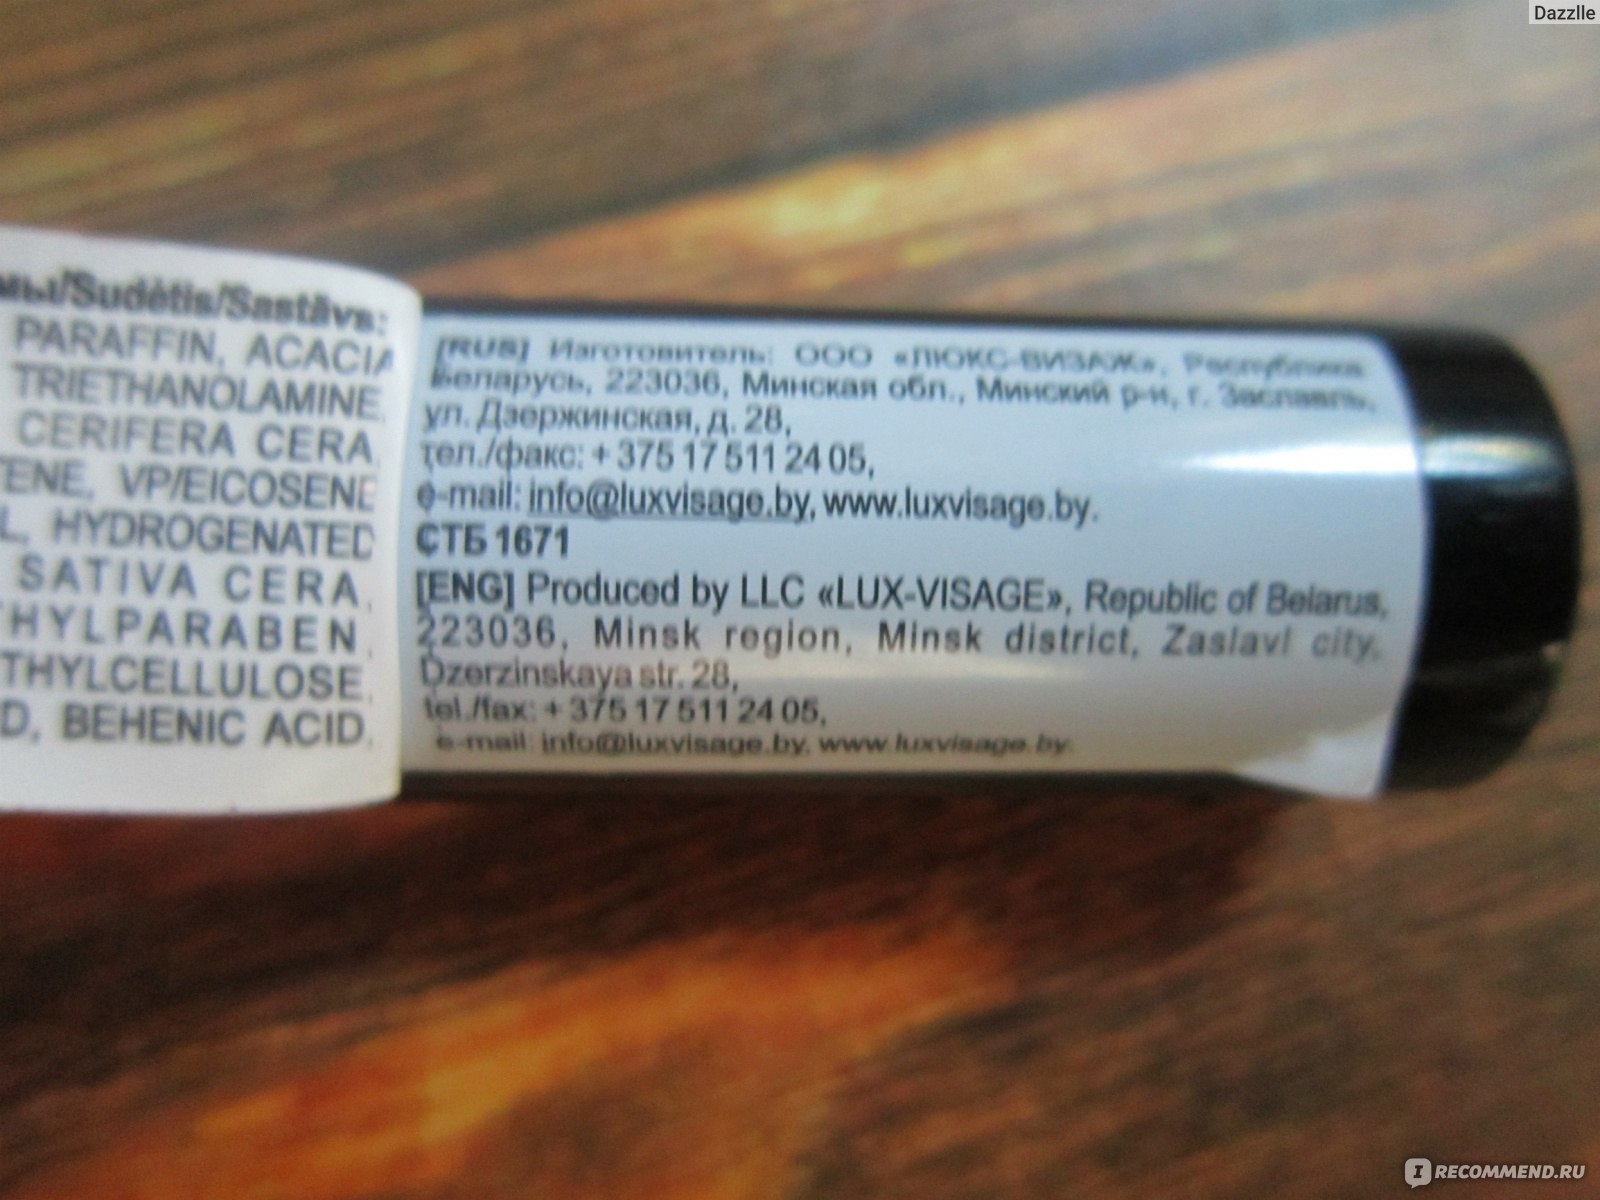 Dazzlle
мы/Sudėtis/Sastāvs:
PARAFFIN, ACACIA
TRIETHANOLAMINE,
CERIFERA CERA,
TENE, VP/EICOSENE
L, HYDROGENATED
SATIVA CERA,
HYLPARABEN,
THYLCELLULOSE,
D, BEHENIC ACID.
[RUS] Изготовитель: ООО «ЛЮКС-ВИЗАЖ», Республика
Беларусь, 223036, Минская обл., Минский р-н, г. Заславль,
ул. Дзержинская, д. 28,
тел./факс: + 375 17 511 24 05,
e-mail: info@luxvisage.by, www.luxvisage.by.
СТБ 1671
[ENG] Produced by LLC «LUX-VISAGE», Republic of Belarus,
223036, Minsk region, Minsk district, Zaslavl city,
Dzerzinskaya str. 28,
tel./fax: + 375 17 511 24 05,
e-mail: info@luxvisage.by, www.luxvisage.by.
IRECOMMEND.RU